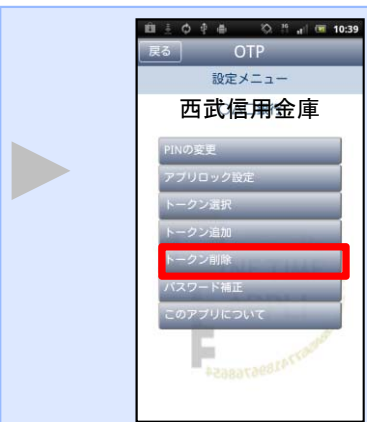 10:39
戻る OTP
設定メニュー
西武信用金庫
PINの変更
アプリロック設定
トークン選択
トークン追加
トークン削除
パスワード補正
このアプリについて